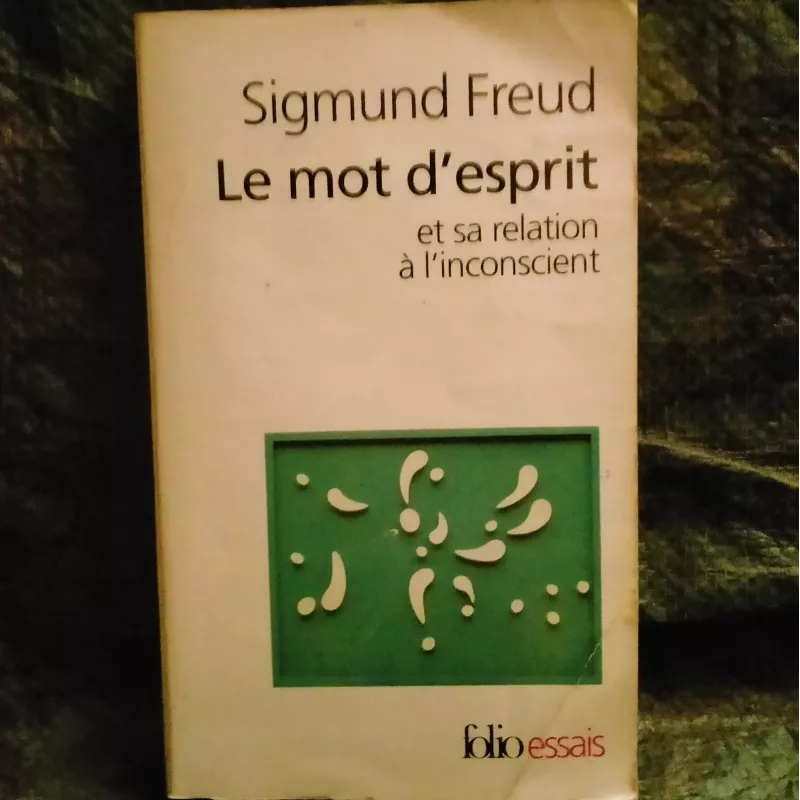 Sigmund Freud
Le mot d'esprit
et sa relation
à l'inconscient
folio essais